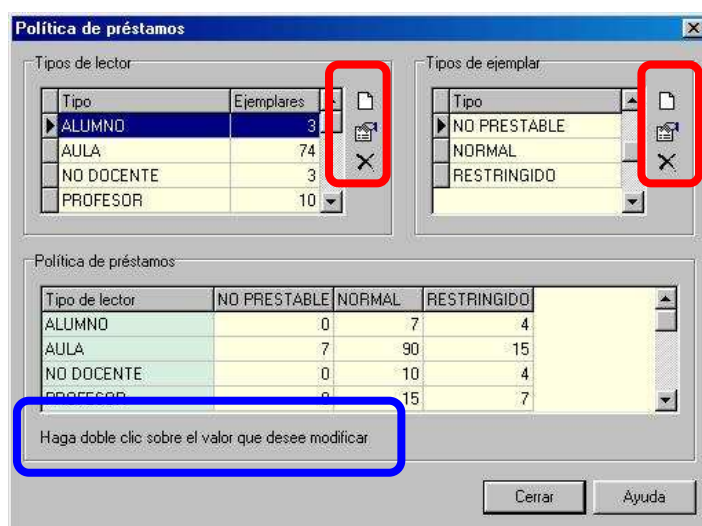 Política de préstamos
Tipos de lector
Tipo Ejemplares
ALUMNO 3
AULA 74
NO DOCENTE 3
PROFESOR 10
Tipos de ejemplar
Tipo
NO PRESTABLE
NORMAL
RESTRINGIDO
Política de préstamos
Tipo de lector NO PRESTABLE NORMAL RESTRINGIDO
ALUMNO 0 7 4
AULA 7 90 15
NO DOCENTE 0 10 4
PROFESOR 15 7
Haga doble clic sobre el valor que desee modificar
Cerrar Ayuda